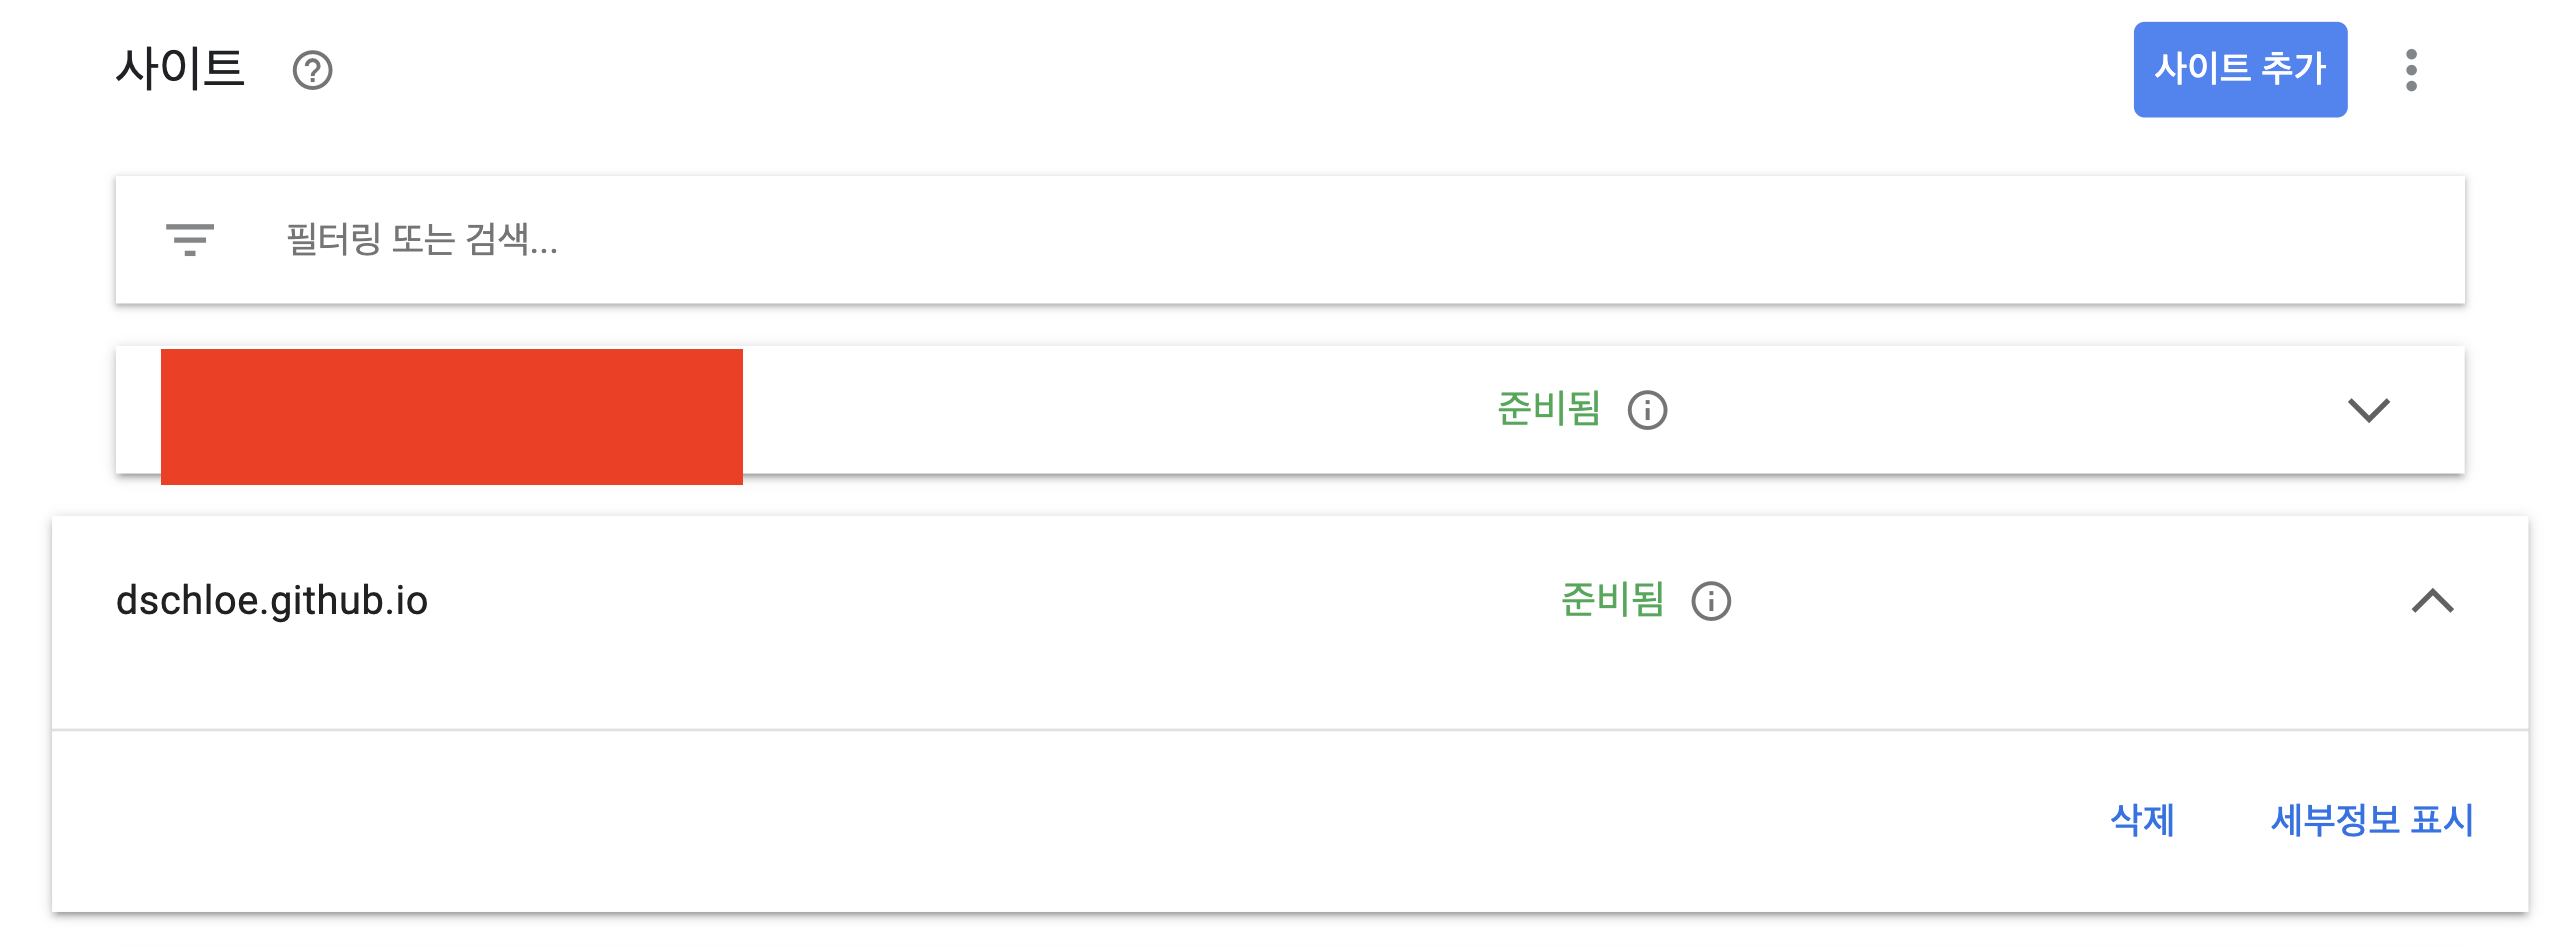 사이트
사이트 추가
필터링 또는 검색...
준비됨
dschloe.github.io 준비됨
삭제 세부정보 표시